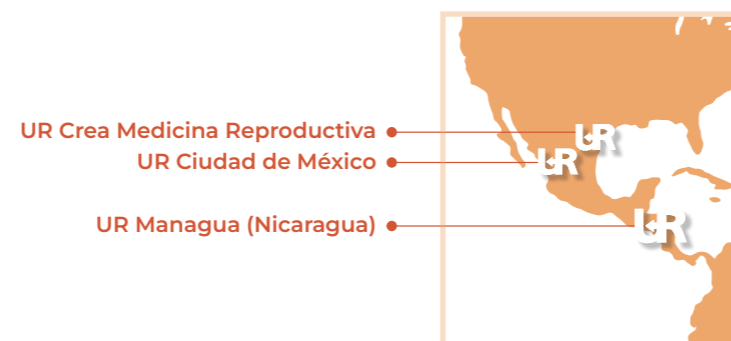 UR Crea Medicina Reproductiva
UR
UR Ciudad de México
UR
UR Managua (Nicaragua)
UR